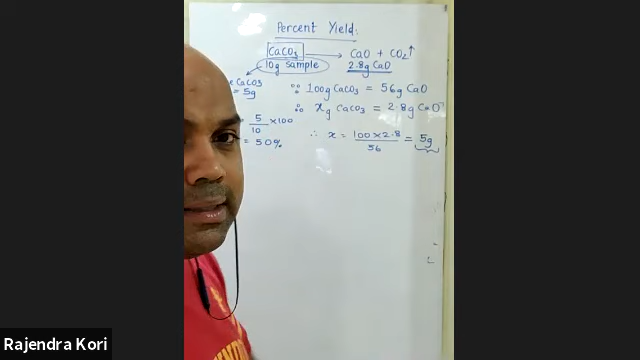 Percent Yield.
CaCO3 → CaO + CO2↑
10g Sample 2.8g CaO
e CaCO3
= 5g
∵ 100g CaCO3 = 56g CaO
∴ xg CaCO3 = 2.8g CaO
= 5/10 x100
= 50%
∴ x = 100×2.8/56 = 5g
Rajendra Kori